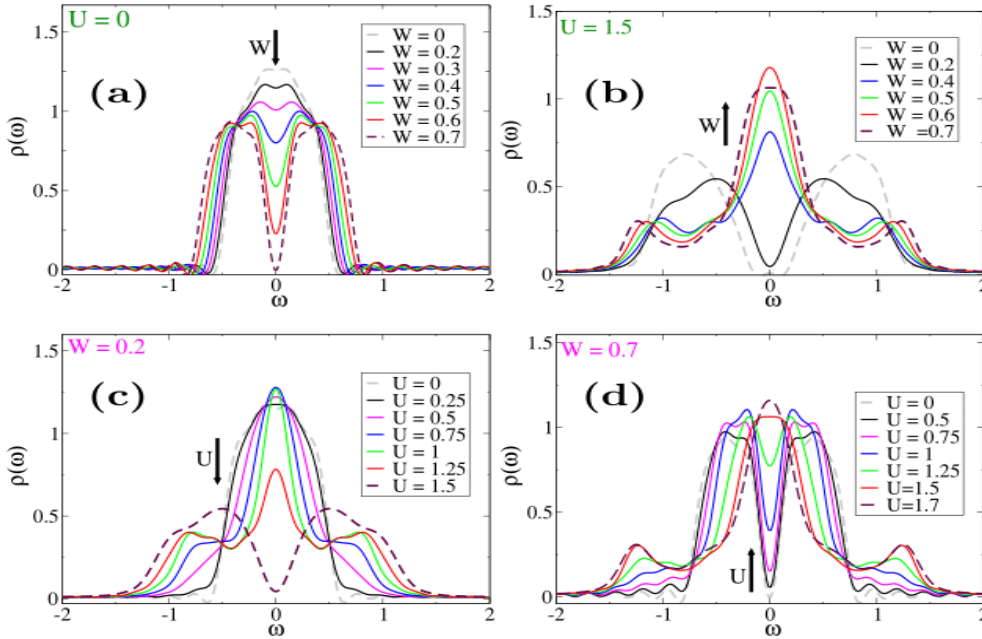 U = 0
(a)
W
W = 0
W = 0.2
W = 0.3
W = 0.4
W = 0.5
W = 0.6
W = 0.7
ρ(ω)
1.5
1
0.5
0
-2
-1
0
1
2
ω
U = 1.5
(b)
W
W = 0
W = 0.2
W = 0.4
W = 0.5
W = 0.6
W =0.7
ρ(ω)
1.5
1
0.5
0
-2
-1
0
1
2
ω
W = 0.2
(c)
U
U = 0
U = 0.25
U = 0.5
U = 0.75
U = 1
U = 1.25
U = 1.5
ρ(ω)
1.5
1
0.5
0
-2
-1
0
1
2
ω
W = 0.7
(d)
U
U = 0
U = 0.5
U = 0.75
U = 1
U = 1.25
U=1.5
U=1.7
ρ(ω)
1.5
1
0.5
0
-2
-1
0
1
2
ω